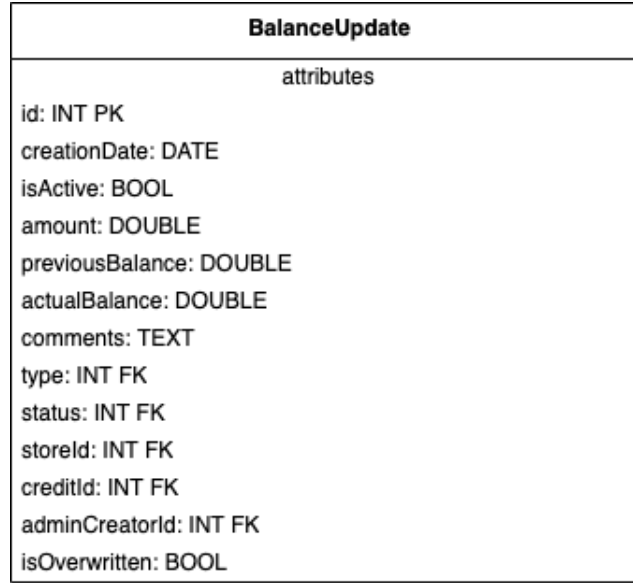 BalanceUpdate
attributes
id: INT PK
creationDate: DATE
isActive: BOOL
amount: DOUBLE
previousBalance: DOUBLE
actualBalance: DOUBLE
comments: TEXT
type: INT FK
status: INT FK
storeId: INT FK
creditId: INT FK
adminCreatorId: INT FK
isOverwritten: BOOL